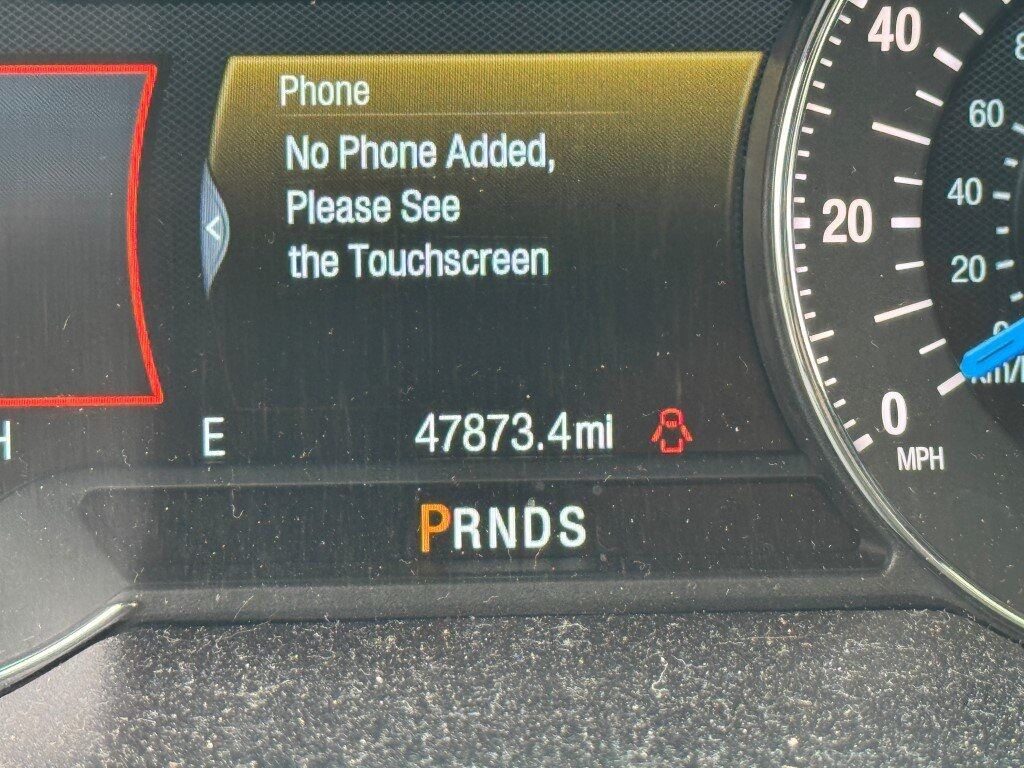 Phone
No Phone Added,
Please See
the Touchscreen
<
H
E
47873.4mi
PRNDS
40
20
0
MPH
60
40
20